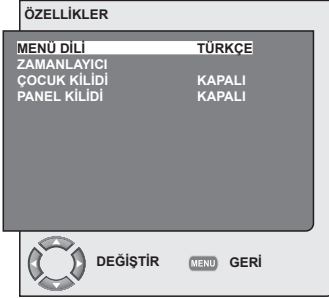 ÖZELLİKLER
MENÜ DİLİ TÜRKÇE
ZAMANLAYICI
ÇOCUK KİLİDİ KAPALI
PANEL KİLİDİ KAPALI
DEĞİŞTİR MENU GERİ